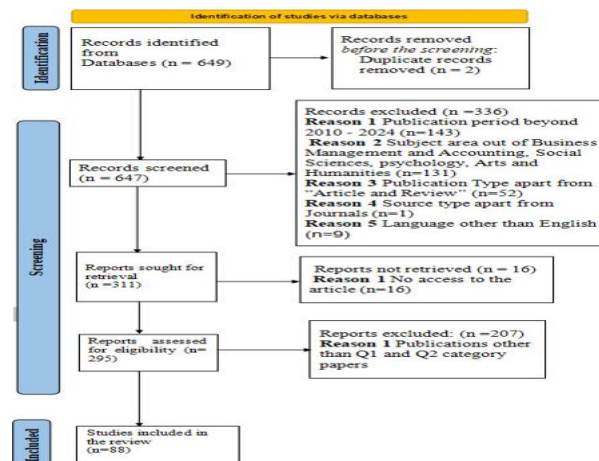 Identification of studies via databases
Identification
Records identified
from
Databases (n = 649)
Records removed
before the screening:
Duplicate records
removed (n = 2)
Screening
Records screened
(n = 647)
Records excluded (n =336)
Reason 1 Publication period beyond
2010 - 2024 (n=143)
Reason 2 Subject area out of Business
Management and Accounting, Social
Sciences, psychology, Arts and
Humanities (n=131)
Reason 3 Publication Type apart from
“Article and Review” (n=52)
Reason 4 Source type apart from
Journals (n=1)
Reason 5 Language other than English
(n=9)
Reports sought for
retrieval
(n =311)
Reports not retrieved (n = 16)
Reason 1 No access to the
article (n=16)
Reports assessed
for eligibility (n=
295)
Reports excluded: (n =207)
Reason 1 Publications other
than Q1 and Q2 category
papers
Included
Studies included in
the review
(n=88)